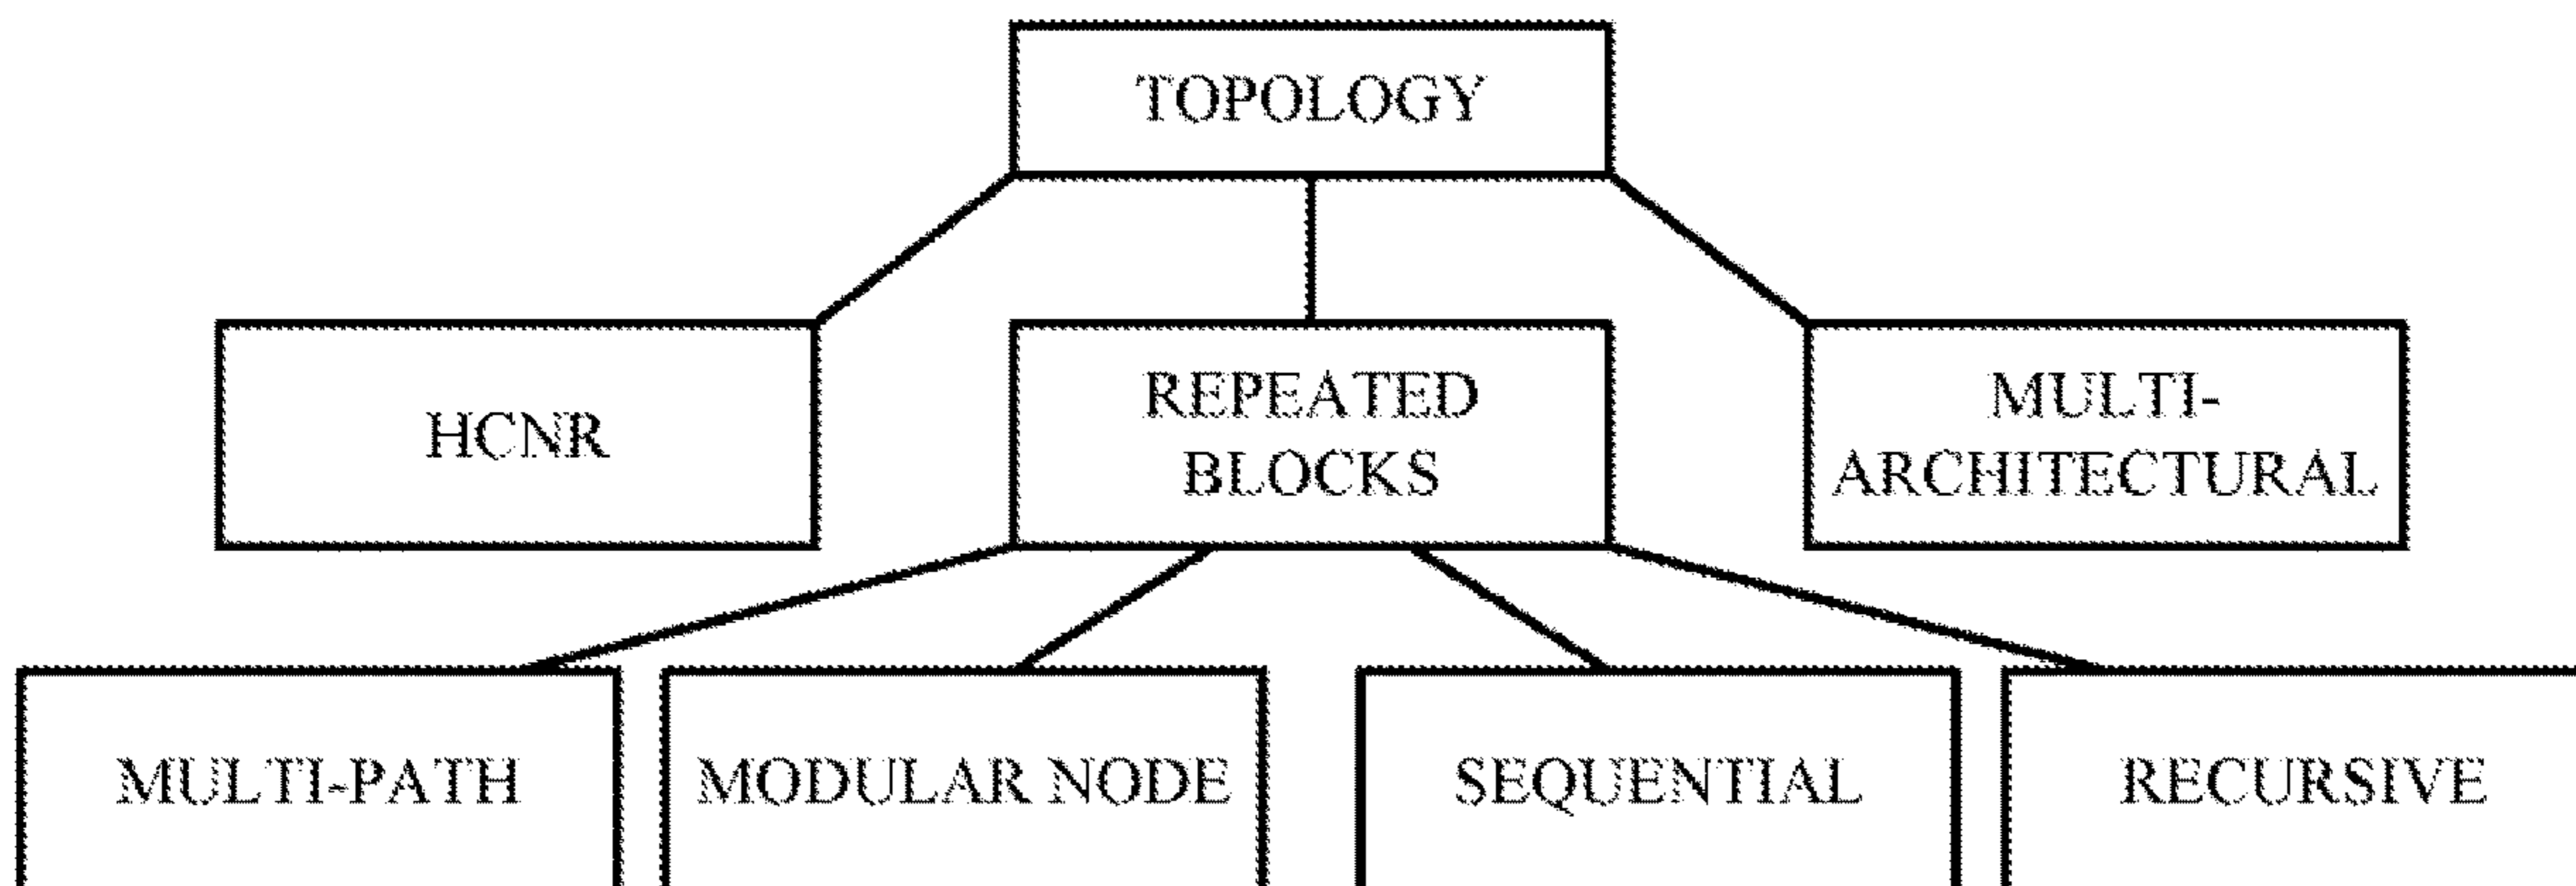 TOPOLOGY
HCNR
REPEATED
BLOCKS
MULTI-
ARCHITECTURAL
MULTI-PATH
MODULAR NODE
SEQUENTIAL
RECURSIVE